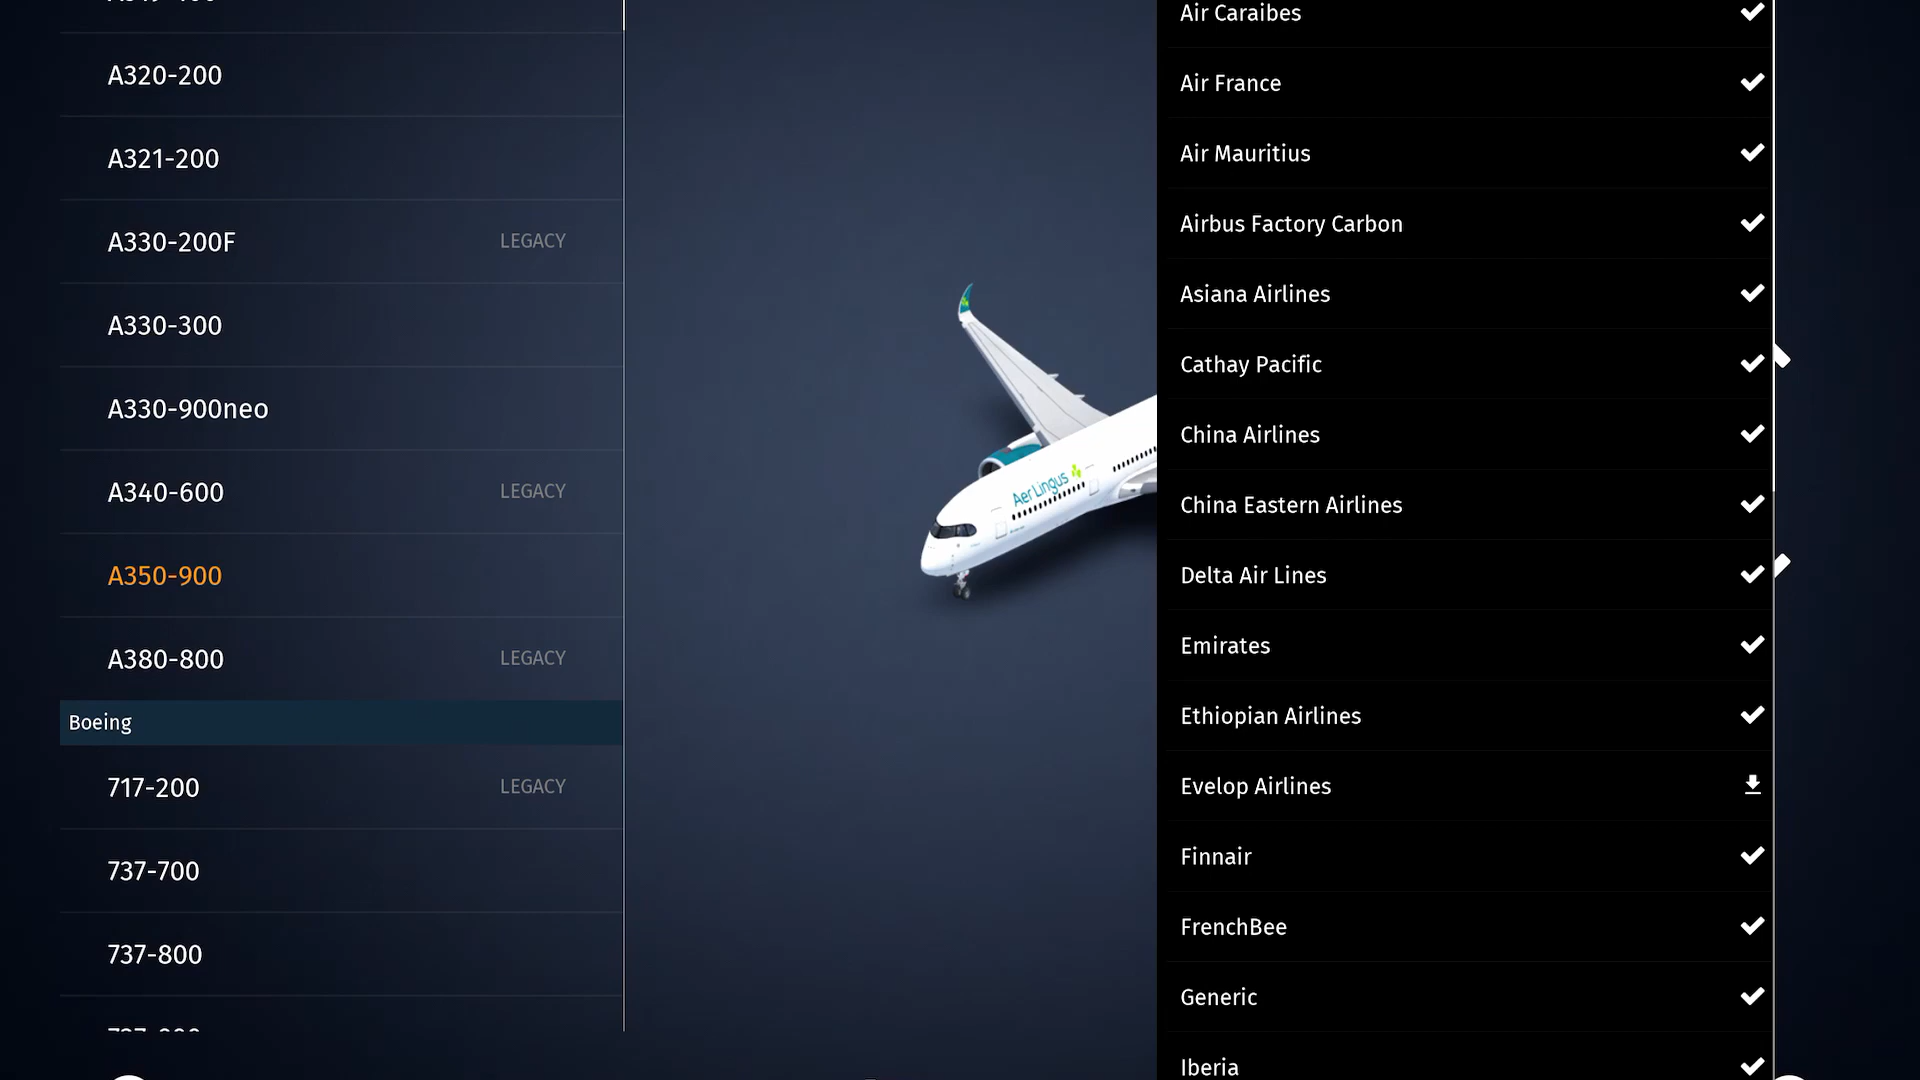 A320-200
A321-200
A330-200F LEGACY
A330-300
A330-900neo
A340-600 LEGACY
A350-900
A380-800 LEGACY
Boeing
717-200 LEGACY
737-700
737-800
Aer Lingus
Air Caraibes
Air France
Air Mauritius
Airbus Factory Carbon
Asiana Airlines
Cathay Pacific
China Airlines
China Eastern Airlines
Delta Air Lines
Emirates
Ethiopian Airlines
Evelop Airlines
Finnair
FrenchBee
Generic
Iberia